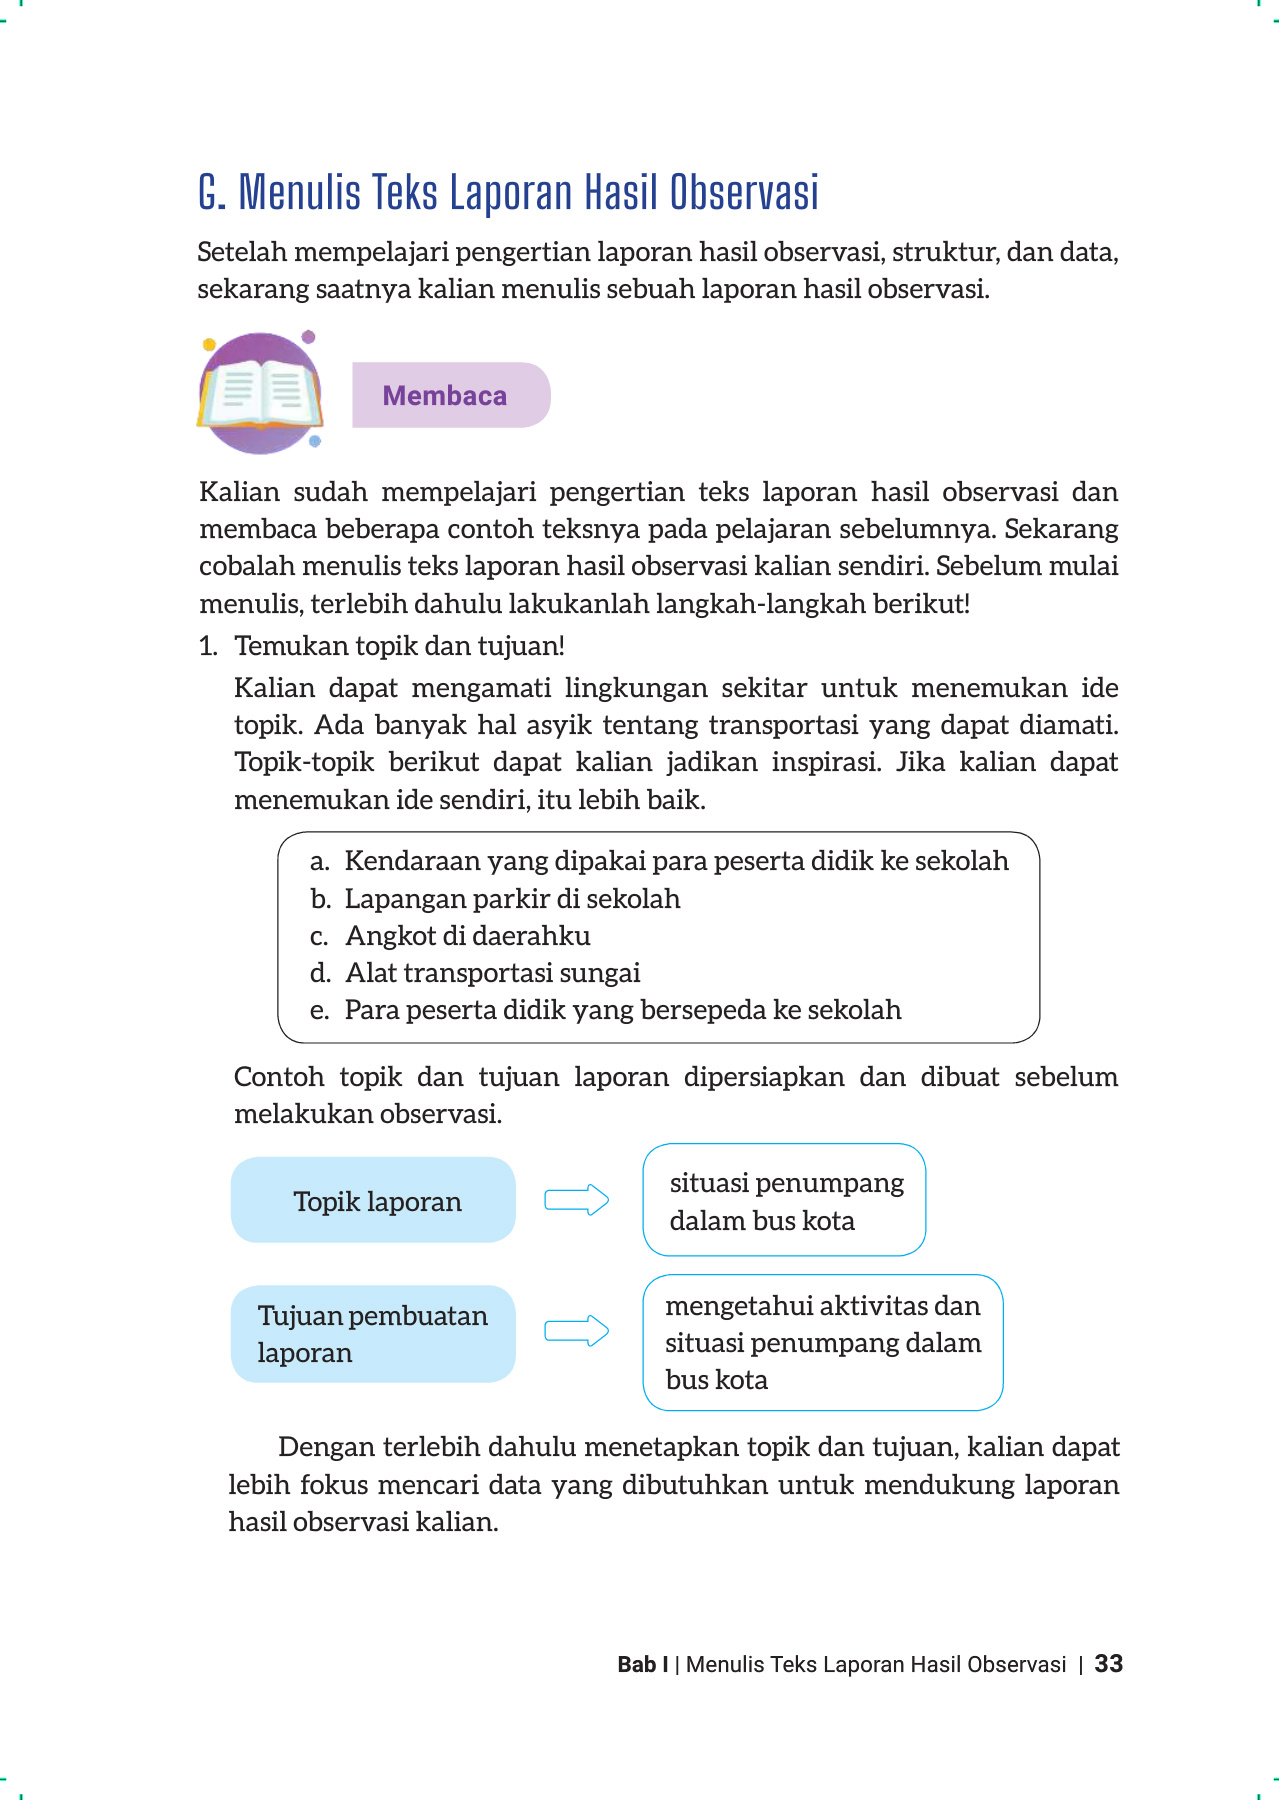 G. Menulis Teks Laporan Hasil Observasi
Setelah mempelajari pengertian laporan hasil observasi, struktur, dan data,
sekarang saatnya kalian menulis sebuah laporan hasil observasi.
Membaca
Kalian sudah mempelajari pengertian teks laporan hasil observasi dan
membaca beberapa contoh teksnya pada pelajaran sebelumnya. Sekarang
cobalah menulis teks laporan hasil observasi kalian sendiri. Sebelum mulai
menulis, terlebih dahulu lakukanlah langkah-langkah berikut!
1. Temukan topik dan tujuan!
Kalian dapat mengamati lingkungan sekitar untuk menemukan ide
topik. Ada banyak hal asyik tentang transportasi yang dapat diamati.
Topik-topik berikut dapat kalian jadikan inspirasi. Jika kalian dapat
menemukan ide sendiri, itu lebih baik.
a. Kendaraan yang dipakai para peserta didik ke sekolah
b. Lapangan parkir di sekolah
c. Angkot di daerahku
d. Alat transportasi sungai
e. Para peserta didik yang bersepeda ke sekolah
Contoh topik dan tujuan laporan dipersiapkan dan dibuat sebelum
melakukan observasi.
Topik laporan
situasi penumpang
dalam bus kota
Tujuan pembuatan
laporan
mengetahui aktivitas dan
situasi penumpang dalam
bus kota
Dengan terlebih dahulu menetapkan topik dan tujuan, kalian dapat
lebih fokus mencari data yang dibutuhkan untuk mendukung laporan
hasil observasi kalian.
Bab I | Menulis Teks Laporan Hasil Observasi | 33